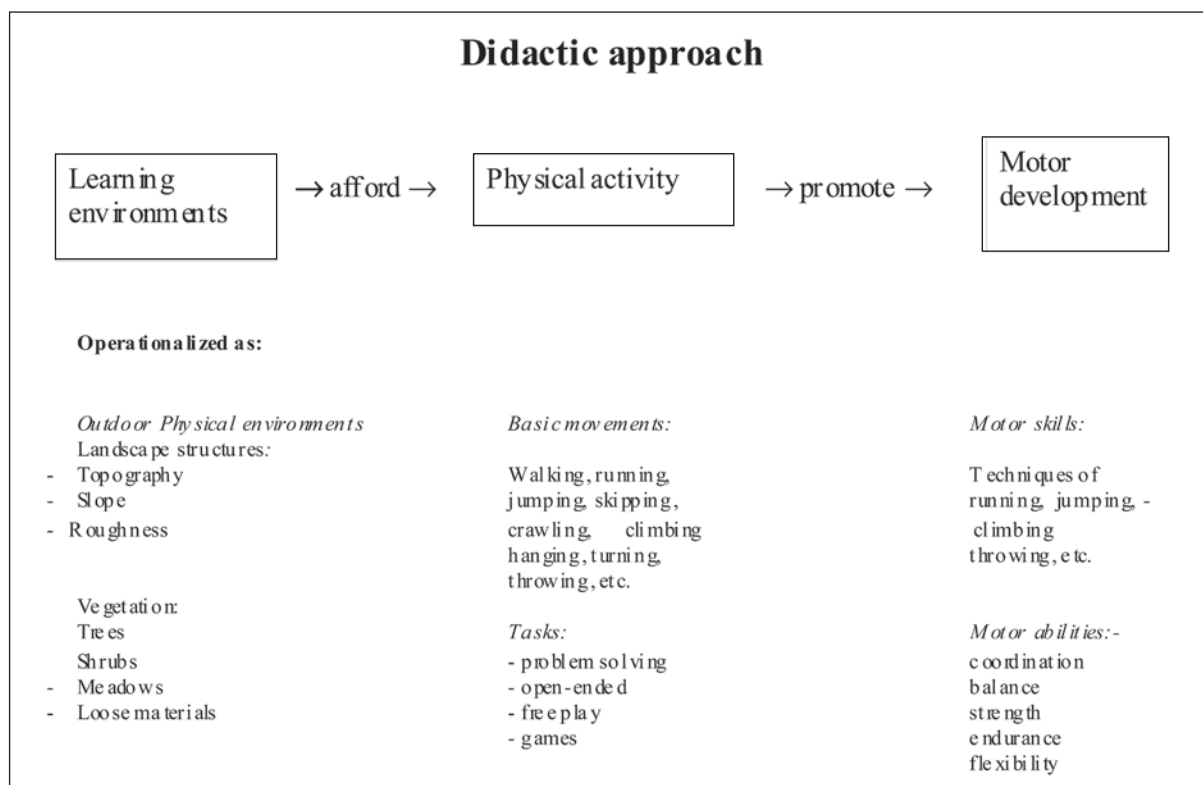 Didactic approach
Learning
environments
→ afford →
Physical activity
→ promote →
Motor
development
Operationalized as:
Outdoor Physical environments
Landscape structures:
- Topography
- Slope
- Roughness
Vegetation:
Trees
Shrubs
- Meadows
- Loose materials
Basic movements:
Walking, running,
jumping, skipping,
crawling, climbing
hanging, turning,
throwing, etc.
Tasks:
- problem solving
- open-ended
- free play
- games
Motor skills:
Techniques of
running, jumping, -
climbing
throwing, etc.
Motor abilities:-
coordination
balance
strength
endurance
flexibility